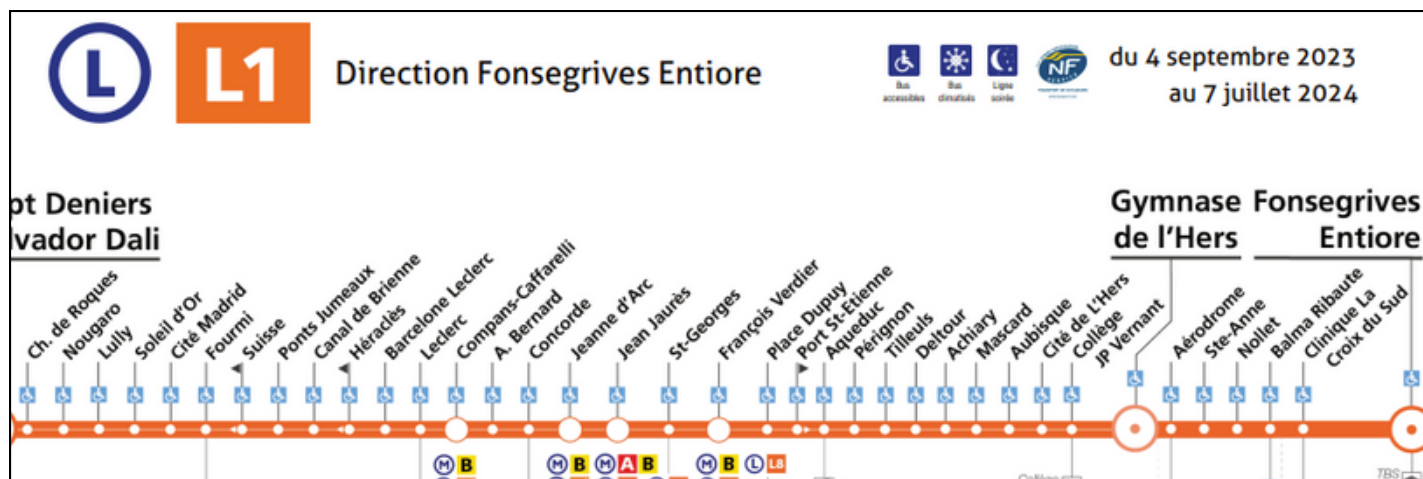 L L1 Direction Fonsegrives Entiore
Bus accessibles
Bus climatisés
Ligne soirée
NF
du 4 septembre 2023
au 7 juillet 2024
pt Deniers
lvador Dali
Gymnase
de l'Hers
Fonsegrives
Entiore
Ch. de Roques
Nougaro
Lully
Soleil d'Or
Cité Madrid
Fourmi
Suisse
Ponts Jumeaux
Canal de Brienne
Héraclès
Barcelone Leclerc
Leclerc
Compans-Caffarelli
A. Bernard
Concorde
Jeanne d'Arc
Jean Jaurès
St-Georges
François Verdier
Place Dupuy
Port St-Etienne
Aqueduc
Pérignon
Tilleuls
Deltour
Achiary
Mascard
Aubisque
Cité de L'Hers
Collège
JP Vernant
Aérodrome
Ste-Anne
Nollet
Balma Ribaute
Clinique La
Croix du Sud
M B
M B
M A B
M B
L L8
TBS